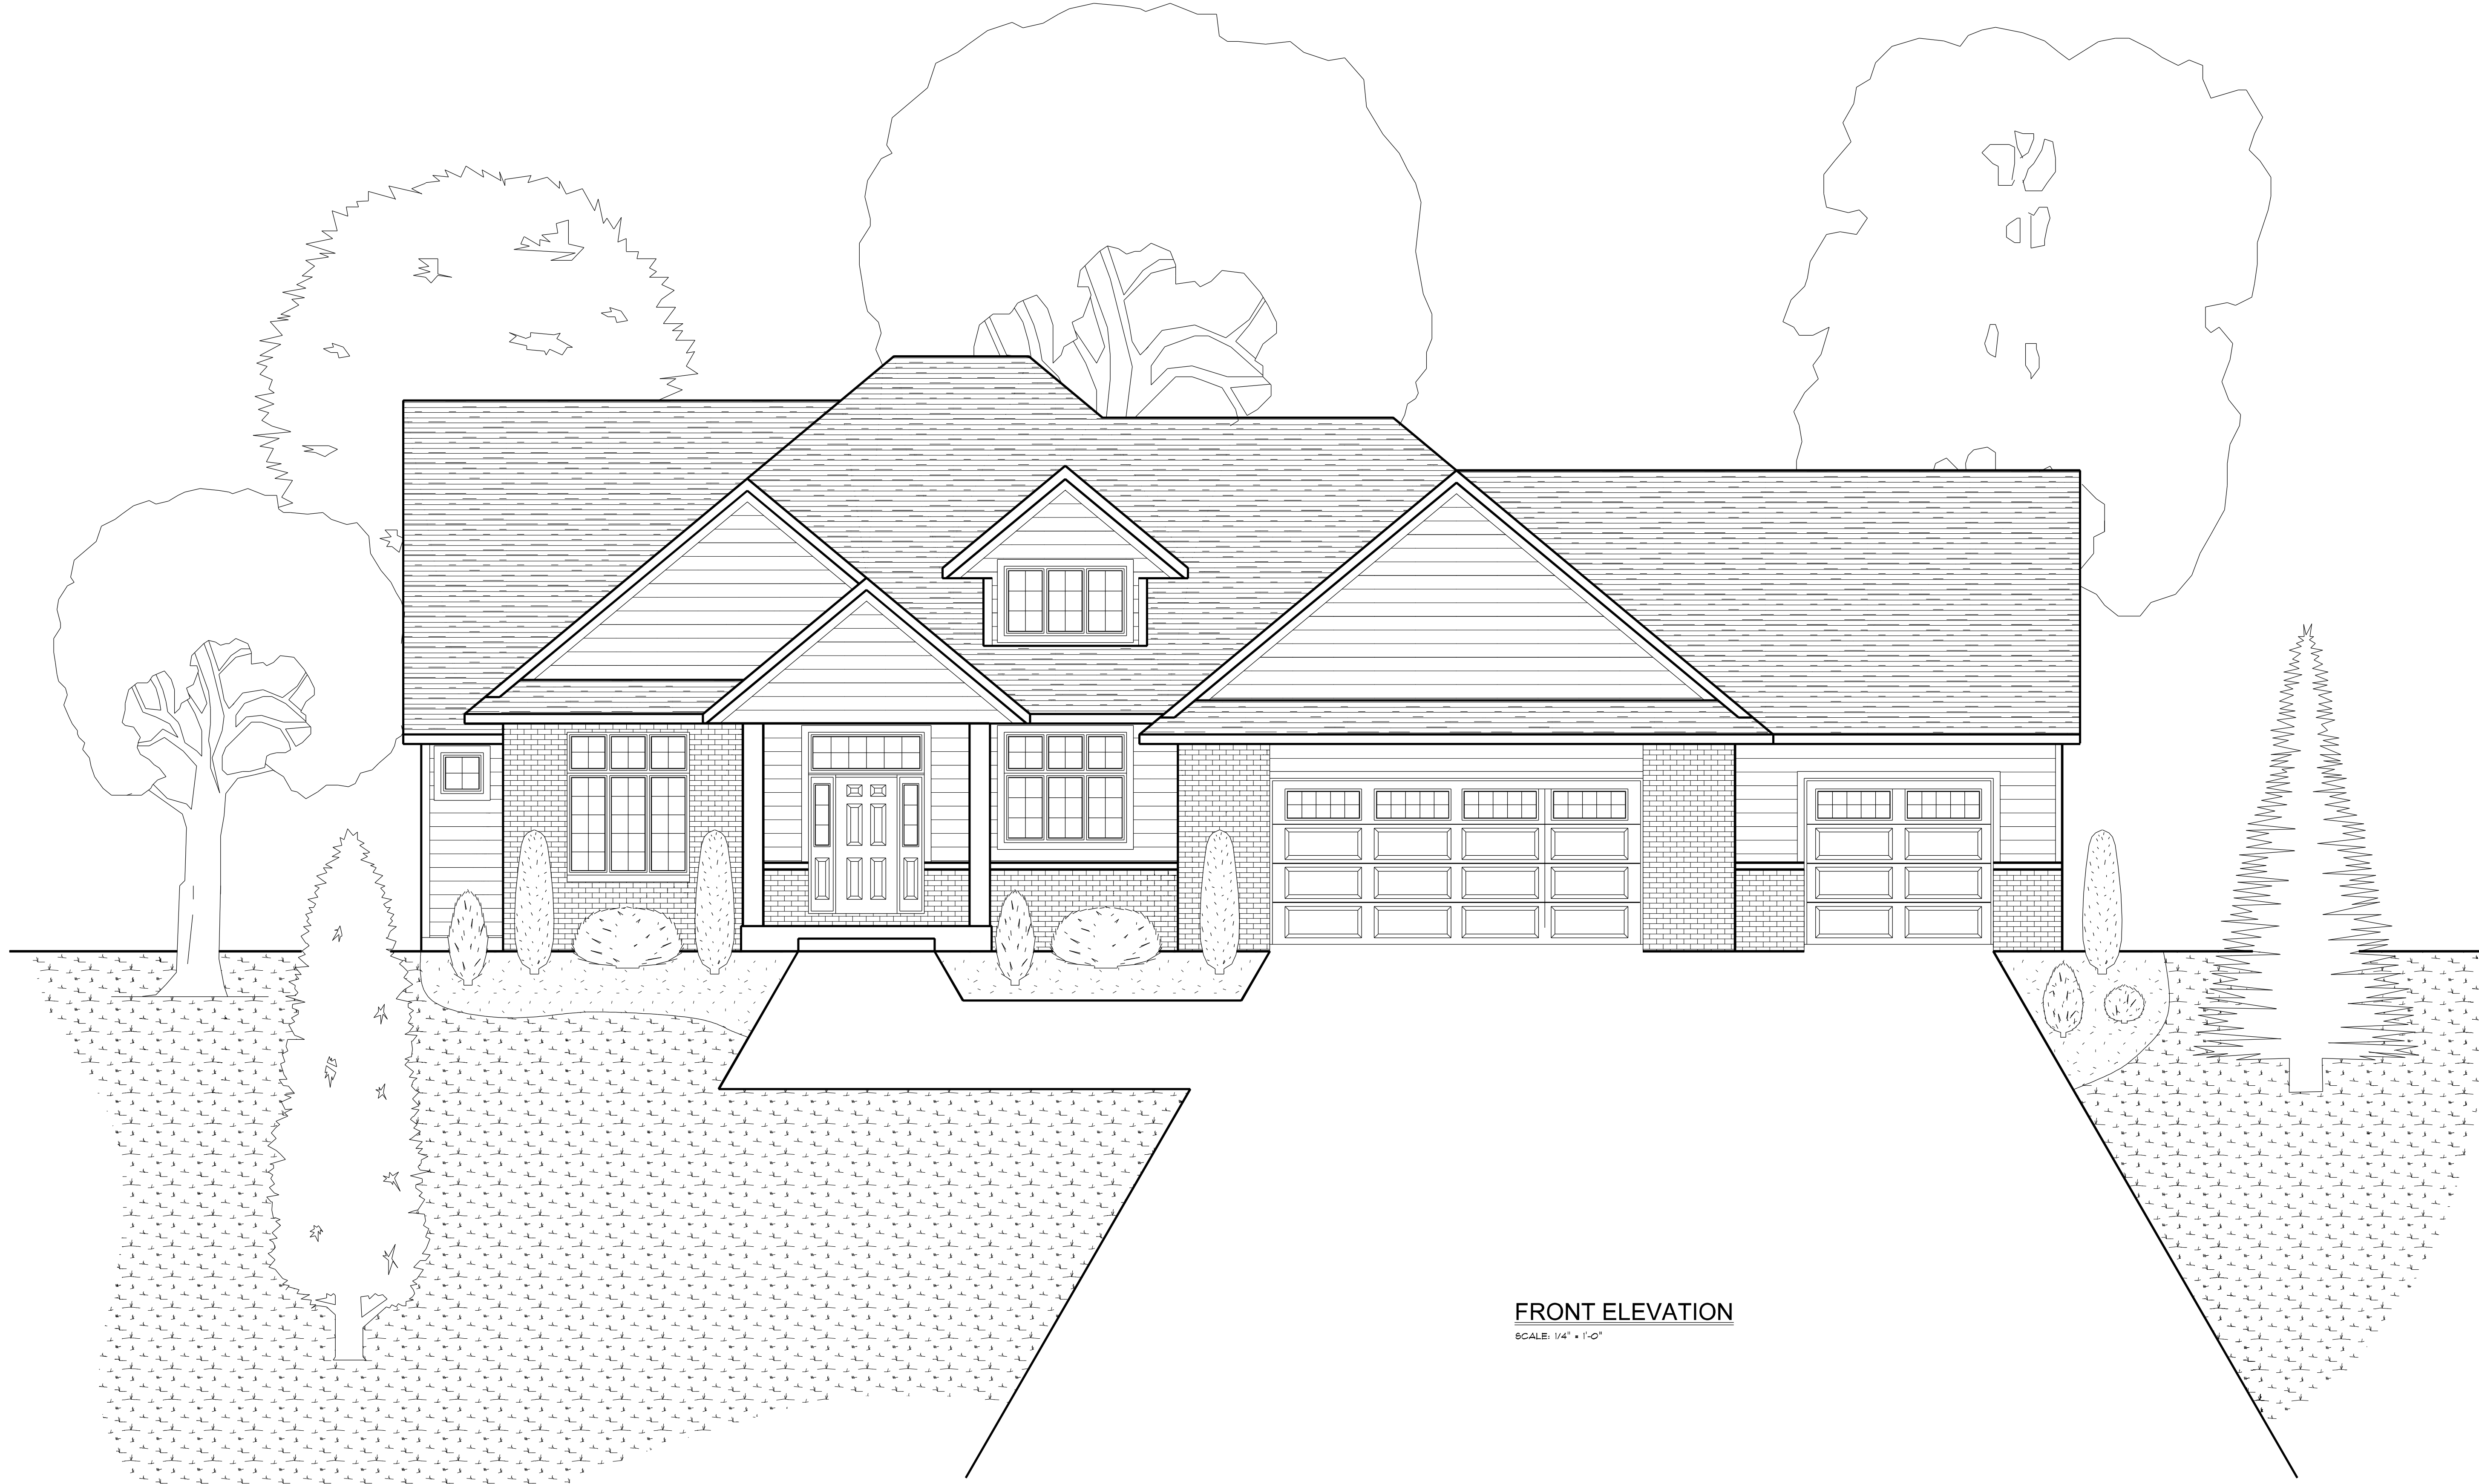 FRONT ELEVATION
SCALE: 1/4" = 1'-0"